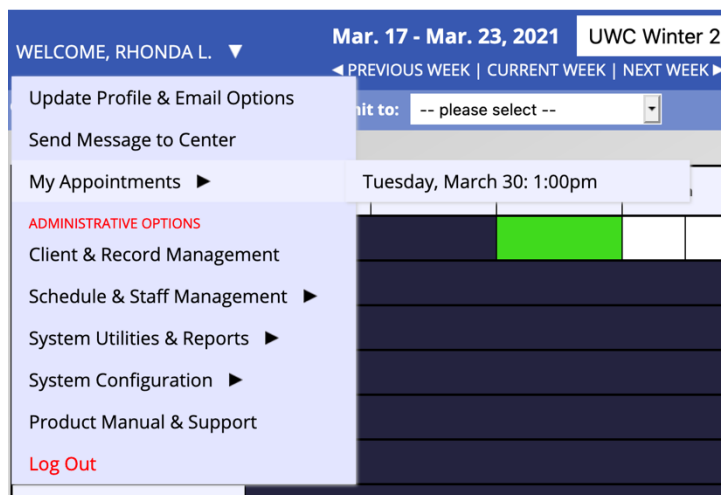 WELCOME, RHONDA L. ▼
Mar. 17 - Mar. 23, 2021
UWC Winter 2
◄ PREVIOUS WEEK | CURRENT WEEK | NEXT WEEK ►
Update Profile & Email Options
it to:
-- please select --
Send Message to Center
My Appointments ►
Tuesday, March 30: 1:00pm
ADMINISTRATIVE OPTIONS
Client & Record Management
Schedule & Staff Management ►
System Utilities & Reports ►
System Configuration ►
Product Manual & Support
Log Out